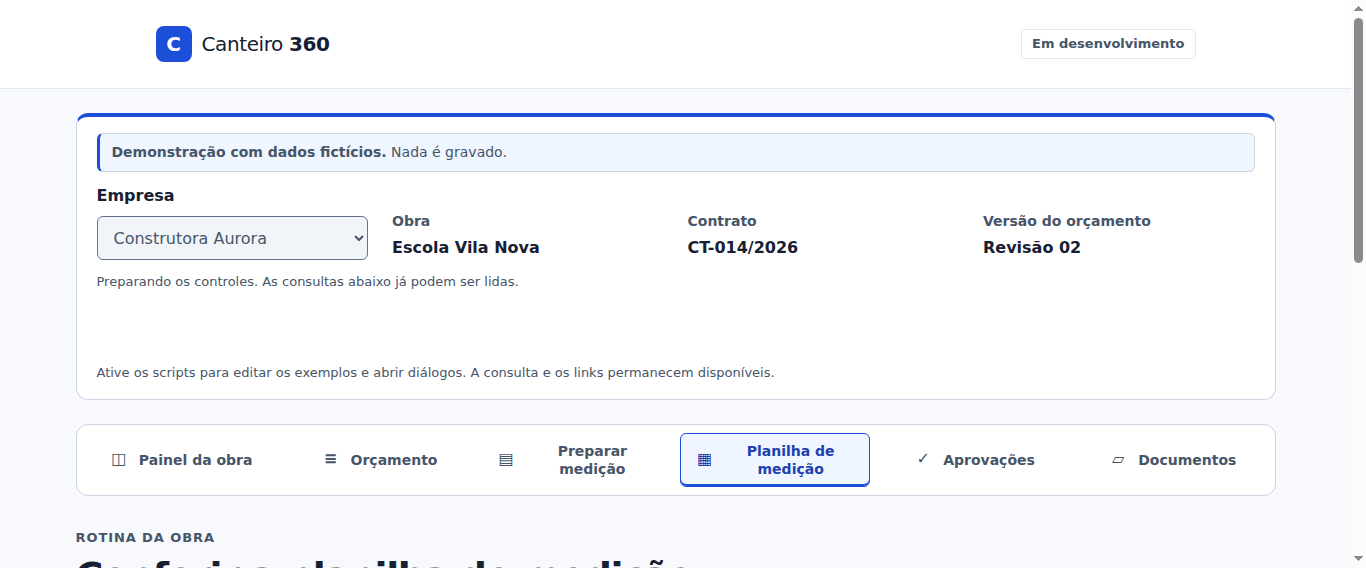 C Canteiro 360
Em desenvolvimento
Demonstração com dados fictícios. Nada é gravado.
Empresa
Construtora Aurora
Obra
Escola Vila Nova
Contrato
CT-014/2026
Versão do orçamento
Revisão 02
Preparando os controles. As consultas abaixo já podem ser lidas.
Ative os scripts para editar os exemplos e abrir diálogos. A consulta e os links permanecem disponíveis.
Painel da obra
Orçamento
Preparar
medição
Planilha de
medição
Aprovações
Documentos
ROTINA DA OBRA